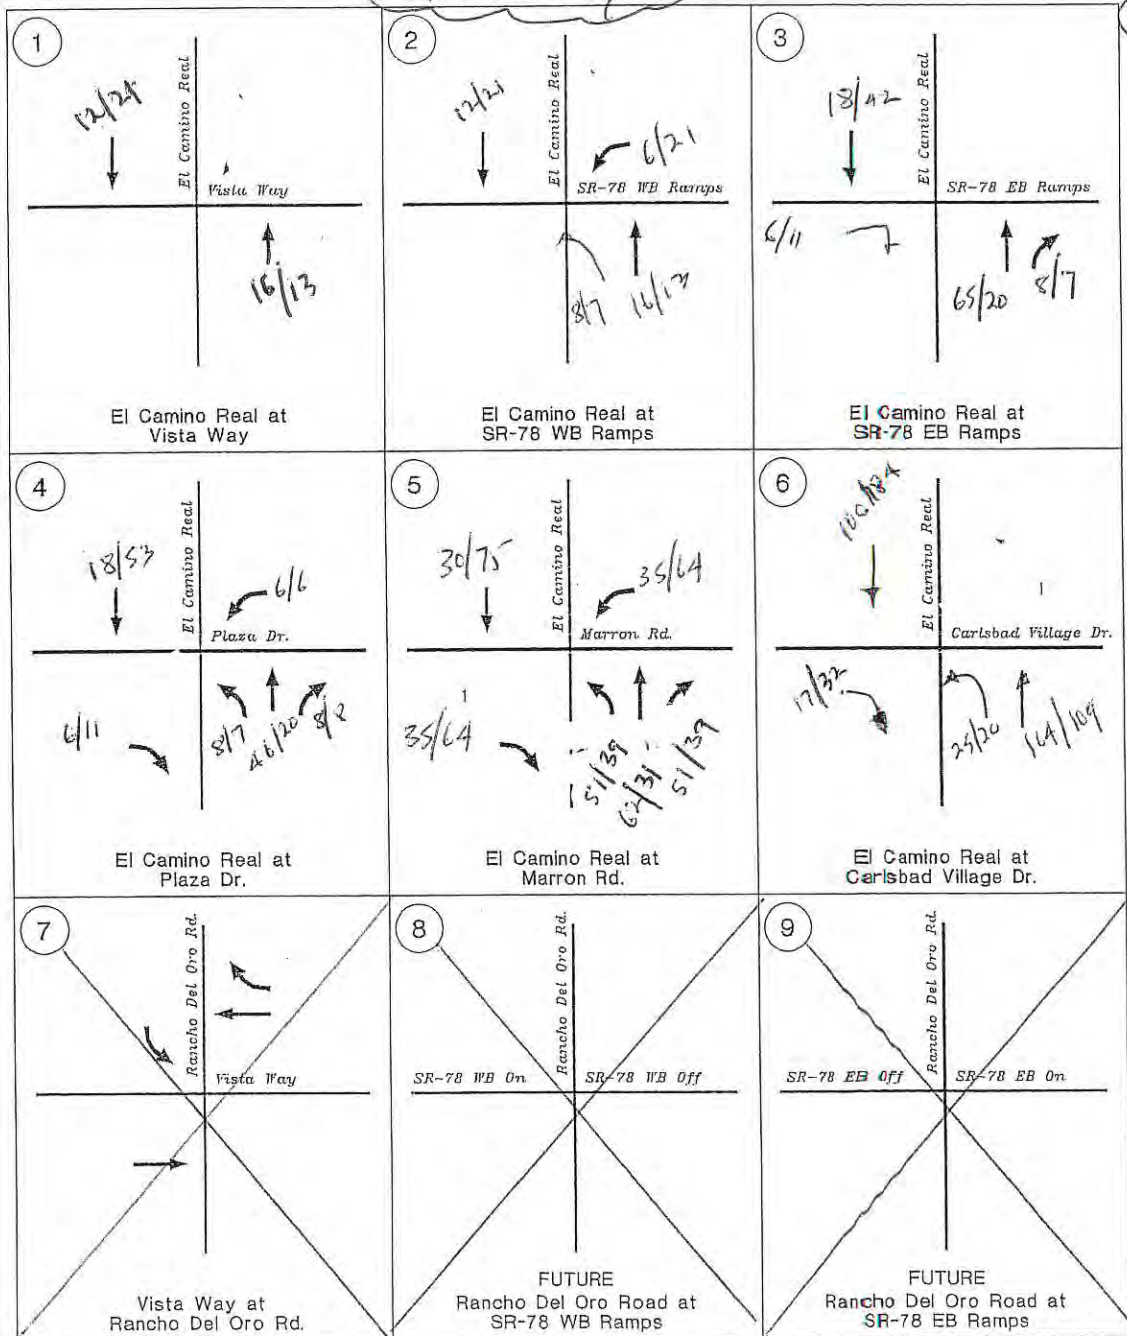 1
El Camino Real
12/21
Vista Way
16/13
El Camino Real at
Vista Way
2
El Camino Real
12/21
6/21
SR-78 WB Ramps
8/7
16/13
El Camino Real at
SR-78 WB Ramps
3
El Camino Real
18/42
SR-78 EB Ramps
6/11
65/20
8/7
El Camino Real at
SR-78 EB Ramps
4
El Camino Real
18/53
6/6
Plaza Dr.
6/11
8/7
46/20
8/8
El Camino Real at
Plaza Dr.
5
El Camino Real
30/75
35/64
Marron Rd.
35/64
51/39
62/31
51/39
El Camino Real at
Marron Rd.
6
El Camino Real
Carlsbad Village Dr.
17/32
25/20
164/109
El Camino Real at
Carlsbad Village Dr.
7
Rancho Del Oro Rd.
Vista Way
Vista Way at
Rancho Del Oro Rd.
8
Rancho Del Oro Rd.
SR-78 WB On
SR-78 WB Off
FUTURE
Rancho Del Oro Road at
SR-78 WB Ramps
9
Rancho Del Oro Rd.
SR-78 EB Off
SR-78 EB On
FUTURE
Rancho Del Oro Road at
SR-78 EB Ramps